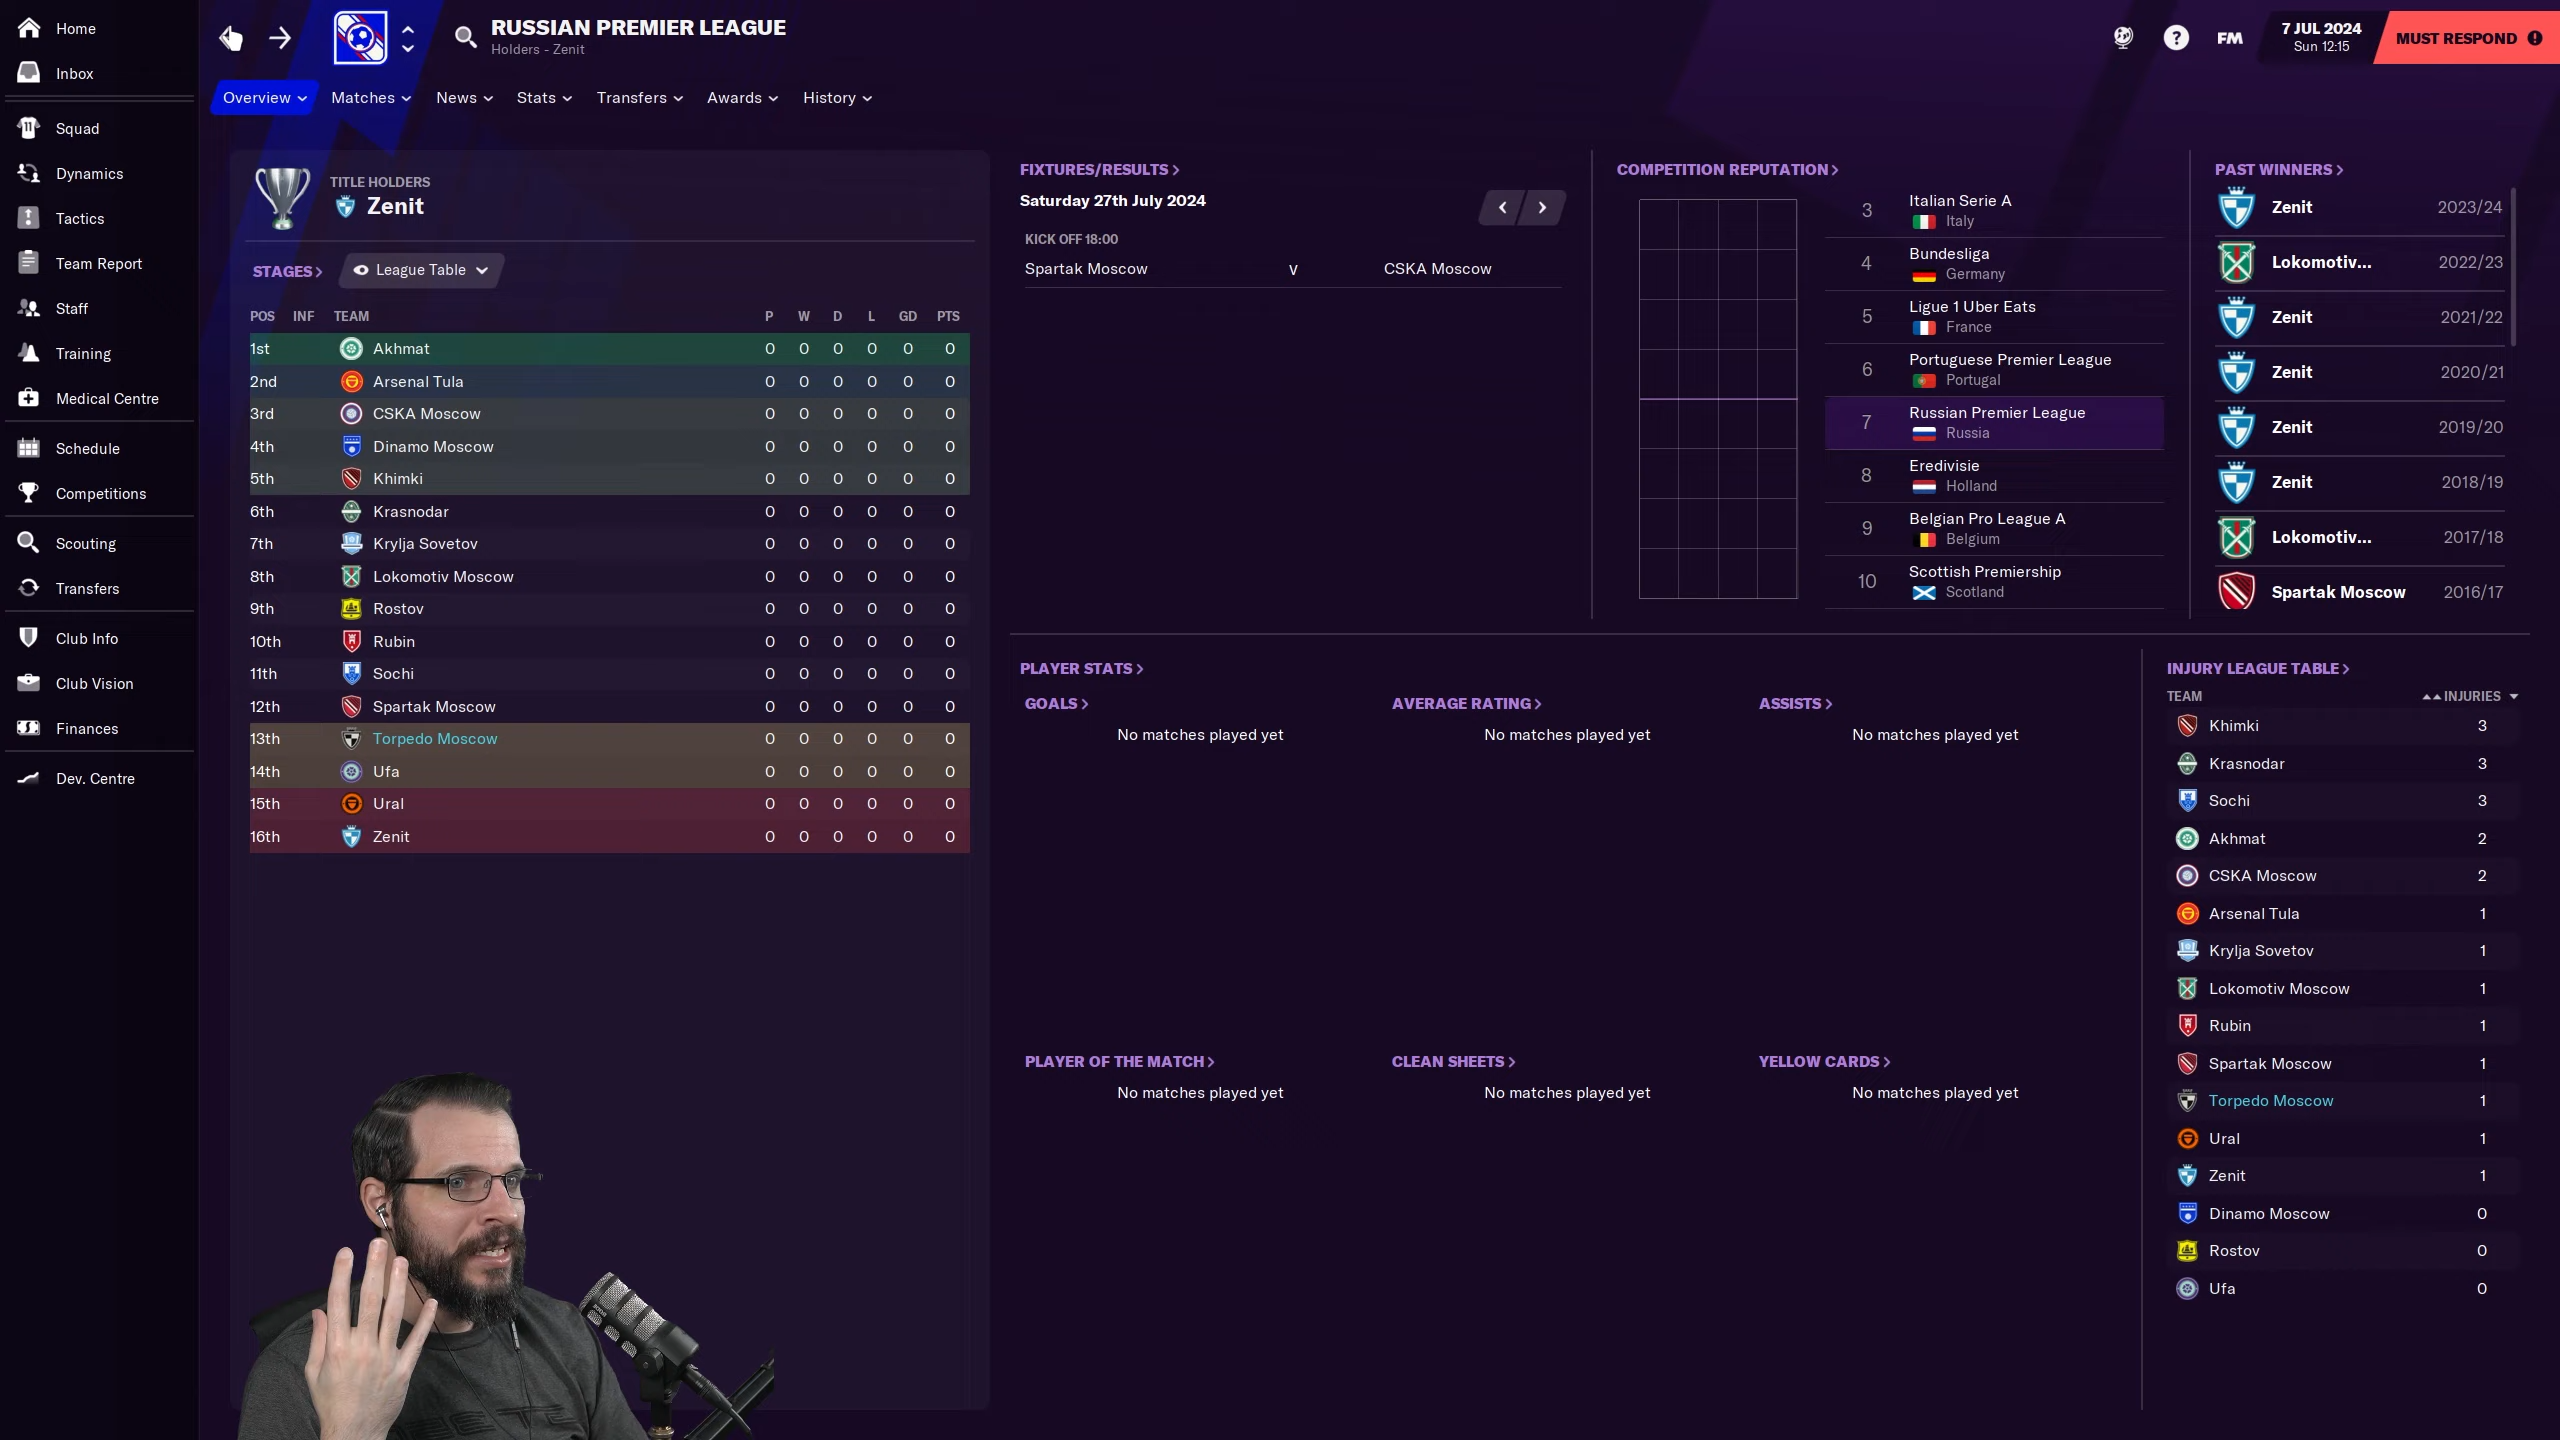 Home
Inbox
Squad
Dynamics
Tactics
Team Report
Staff
Training
Medical Centre
Schedule
Competitions
Scouting
Transfers
Club Info
Club Vision
Finances
Dev. Centre
RUSSIAN PREMIER LEAGUE
Holders - Zenit
FM
7 JUL 2024
Sun 12:15
MUST RESPOND
Overview Matches News Stats Transfers Awards History
TITLE HOLDERS
Zenit
STAGES League Table
POS INF TEAM P W D L GD PTS
1st Akhmat 0 0 0 0 0 0
2nd Arsenal Tula 0 0 0 0 0 0
3rd CSKA Moscow 0 0 0 0 0 0
4th Dinamo Moscow 0 0 0 0 0 0
5th Khimki 0 0 0 0 0 0
6th Krasnodar 0 0 0 0 0 0
7th Krylja Sovetov 0 0 0 0 0 0
8th Lokomotiv Moscow 0 0 0 0 0 0
9th Rostov 0 0 0 0 0 0
10th Rubin 0 0 0 0 0 0
11th Sochi 0 0 0 0 0 0
12th Spartak Moscow 0 0 0 0 0 0
13th Torpedo Moscow 0 0 0 0 0 0
14th Ufa 0 0 0 0 0 0
15th Ural 0 0 0 0 0 0
16th Zenit 0 0 0 0 0 0
FIXTURES/RESULTS
Saturday 27th July 2024
KICK OFF 18:00
Spartak Moscow v CSKA Moscow
COMPETITION REPUTATION
3 Italian Serie A
Italy
4 Bundesliga
Germany
5 Ligue 1 Uber Eats
France
6 Portuguese Premier League
Portugal
7 Russian Premier League
Russia
8 Eredivisie
Holland
9 Belgian Pro League A
Belgium
10 Scottish Premiership
Scotland
PAST WINNERS
Zenit 2023/24
Lokomotiv... 2022/23
Zenit 2021/22
Zenit 2020/21
Zenit 2019/20
Zenit 2018/19
Lokomotiv... 2017/18
Spartak Moscow 2016/17
PLAYER STATS
GOALS
No matches played yet
AVERAGE RATING
No matches played yet
ASSISTS
No matches played yet
PLAYER OF THE MATCH
No matches played yet
CLEAN SHEETS
No matches played yet
YELLOW CARDS
No matches played yet
INJURY LEAGUE TABLE
TEAM INJURIES
Khimki 3
Krasnodar 3
Sochi 3
Akhmat 2
CSKA Moscow 2
Arsenal Tula 1
Krylja Sovetov 1
Lokomotiv Moscow 1
Rubin 1
Spartak Moscow 1
Torpedo Moscow 1
Ural 1
Zenit 1
Dinamo Moscow 0
Rostov 0
Ufa 0